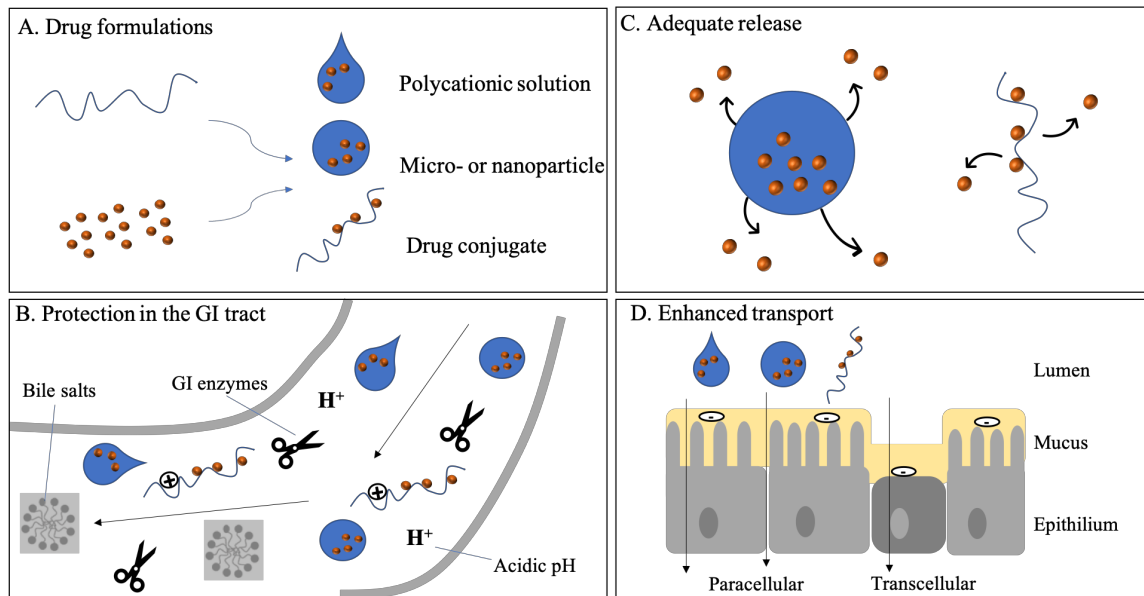 A. Drug formulations
Polycationic solution
Micro- or nanoparticle
Drug conjugate
B. Protection in the GI tract
Bile salts
GI enzymes
H⁺
H⁺
Acidic pH
C. Adequate release
D. Enhanced transport
Lumen
Mucus
Epithilium
Paracellular
Transcellular